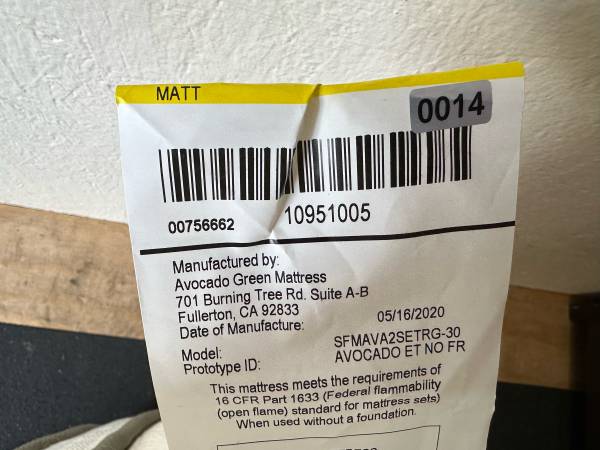 MATT
0014
00756662 10951005
Manufactured by:
Avocado Green Mattress
701 Burning Tree Rd. Suite A-B
Fullerton, CA 92833
Date of Manufacture: 05/16/2020
Model: SFMAVA2SETRG-30
Prototype ID: AVOCADO ET NO FR
This mattress meets the requirements of
16 CFR Part 1633 (Federal flammability
(open flame) standard for mattress sets)
When used without a foundation.